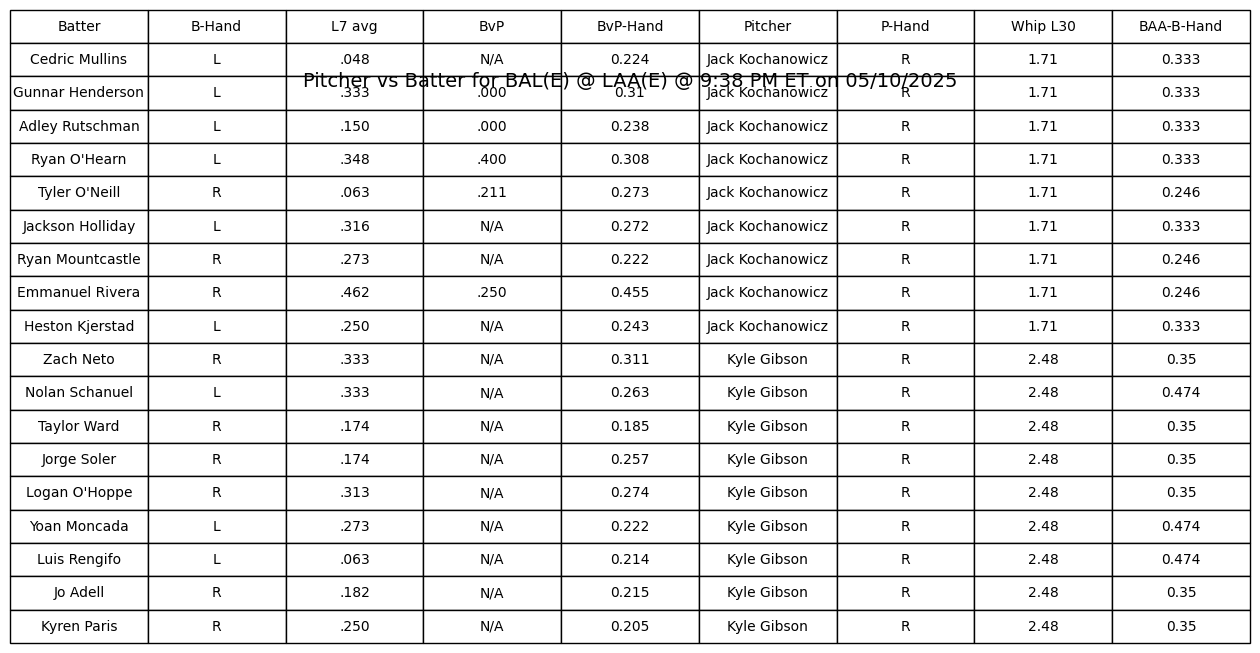 Batter B-Hand L7 avg BvP BvP-Hand Pitcher P-Hand Whip L30 BAA-B-Hand
Cedric Mullins L .048 N/A 0.224 Jack Kochanowicz R 1.71 0.333
Pitcher vs Batter for BAL(E) @ LAA(E) @ 9:38 PM ET on 05/10/2025
Gunnar Henderson L .333 .000 0.31 Jack Kochanowicz R 1.71 0.333
Adley Rutschman L .150 .000 0.238 Jack Kochanowicz R 1.71 0.333
Ryan O'Hearn L .348 .400 0.308 Jack Kochanowicz R 1.71 0.333
Tyler O'Neill R .063 .211 0.273 Jack Kochanowicz R 1.71 0.246
Jackson Holliday L .316 N/A 0.272 Jack Kochanowicz R 1.71 0.333
Ryan Mountcastle R .273 N/A 0.222 Jack Kochanowicz R 1.71 0.246
Emmanuel Rivera R .462 .250 0.455 Jack Kochanowicz R 1.71 0.246
Heston Kjerstad L .250 N/A 0.243 Jack Kochanowicz R 1.71 0.333
Zach Neto R .333 N/A 0.311 Kyle Gibson R 2.48 0.35
Nolan Schanuel L .333 N/A 0.263 Kyle Gibson R 2.48 0.474
Taylor Ward R .174 N/A 0.185 Kyle Gibson R 2.48 0.35
Jorge Soler R .174 N/A 0.257 Kyle Gibson R 2.48 0.35
Logan O'Hoppe R .313 N/A 0.274 Kyle Gibson R 2.48 0.35
Yoan Moncada L .273 N/A 0.222 Kyle Gibson R 2.48 0.474
Luis Rengifo L .063 N/A 0.214 Kyle Gibson R 2.48 0.474
Jo Adell R .182 N/A 0.215 Kyle Gibson R 2.48 0.35
Kyren Paris R .250 N/A 0.205 Kyle Gibson R 2.48 0.35